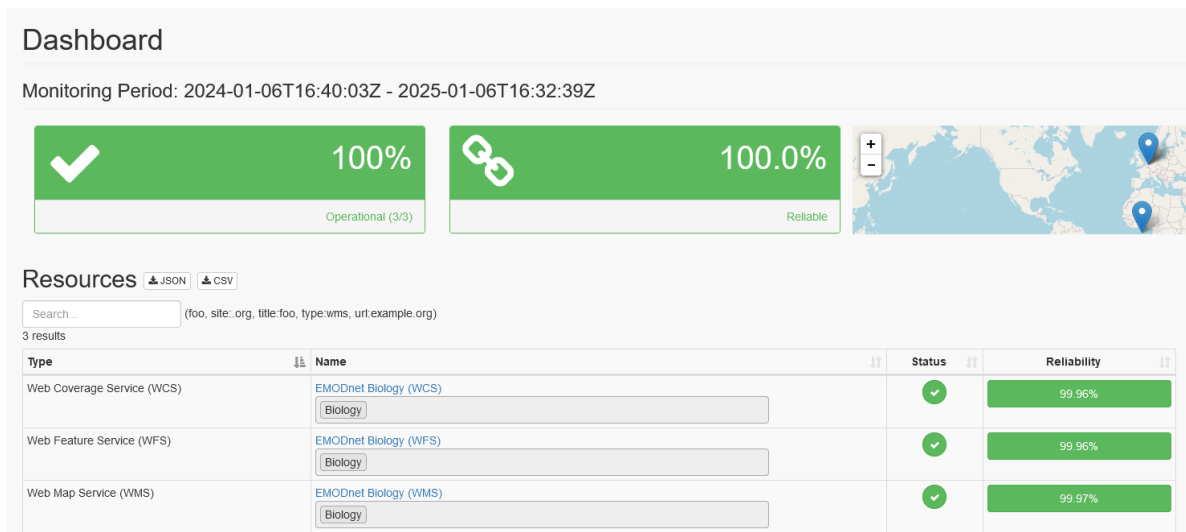 Dashboard
Monitoring Period: 2024-01-06T16:40:03Z - 2025-01-06T16:32:39Z
100%
Operational (3/3)
100.0%
Reliable
+
-
Resources JSON CSV
Search...
(foo, site:.org, title:foo, type:wms, url:example.org)
3 results
Type Name Status Reliability
Web Coverage Service (WCS) EMODnet Biology (WCS) 99.96%
Biology
Web Feature Service (WFS) EMODnet Biology (WFS) 99.96%
Biology
Web Map Service (WMS) EMODnet Biology (WMS) 99.97%
Biology